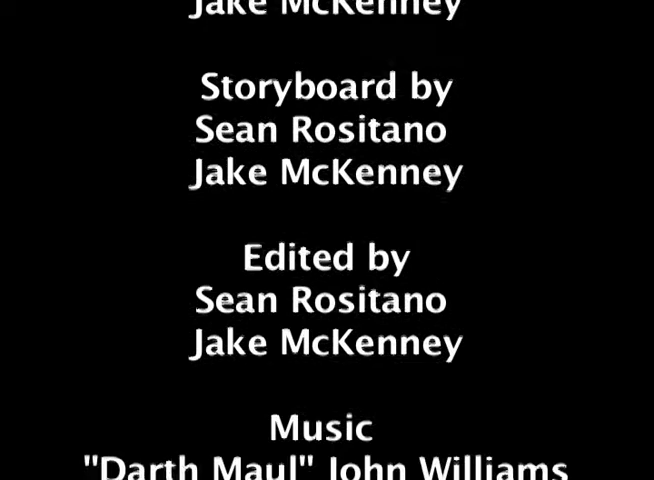 Jake McKenney
Storyboard by
Sean Rositano
Jake McKenney
Edited by
Sean Rositano
Jake McKenney
Music
"Darth Maul" John Williams